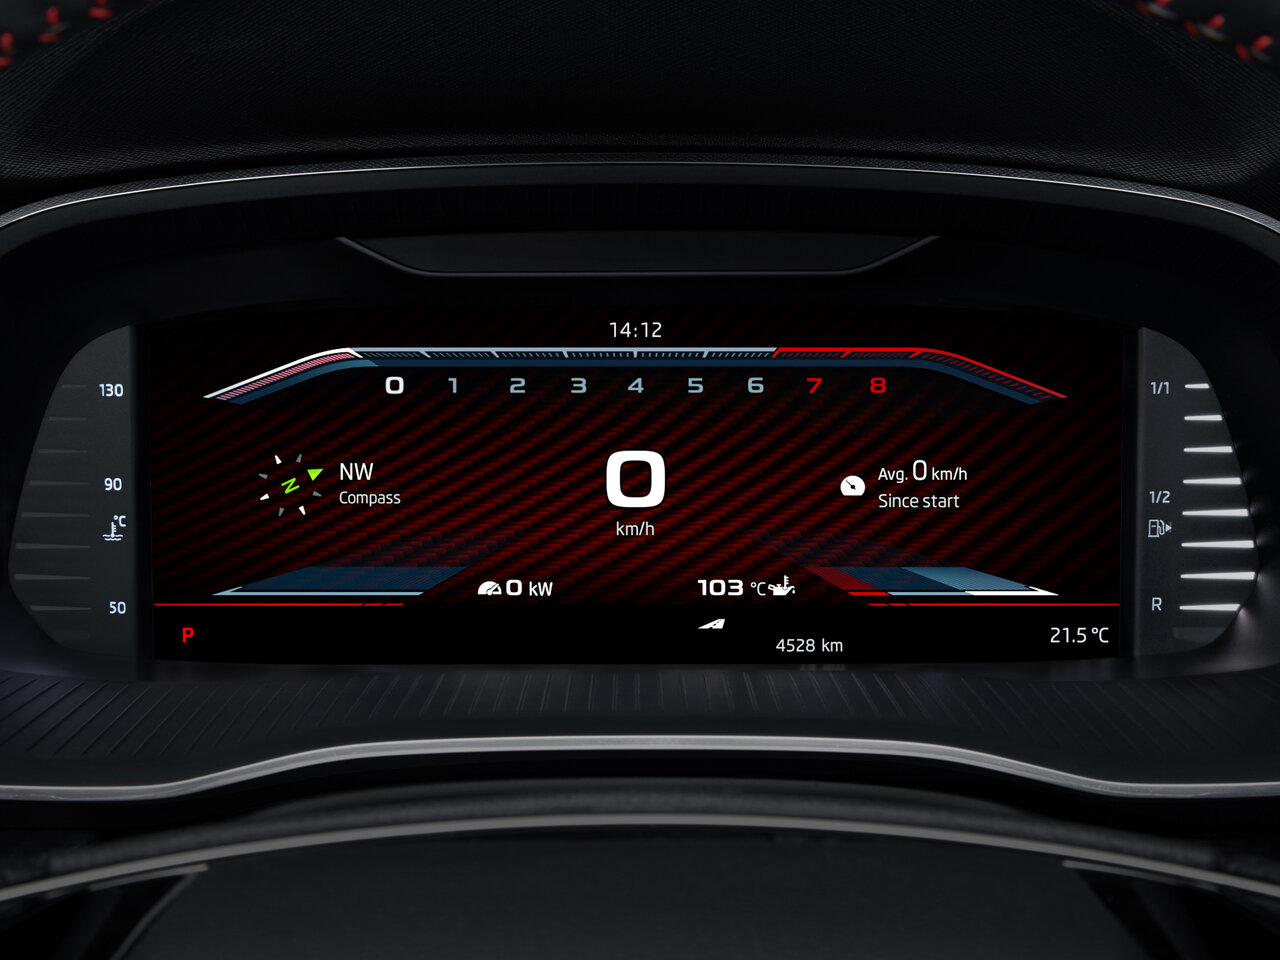 14:12
0 1 2 3 4 5 6 7 8
130
90
°C
50
N
NW
Compass
0
km/h
Avg. 0 km/h
Since start
1/1
1/2
R
0 kW
103 °C
P
4528 km
21.5 °C